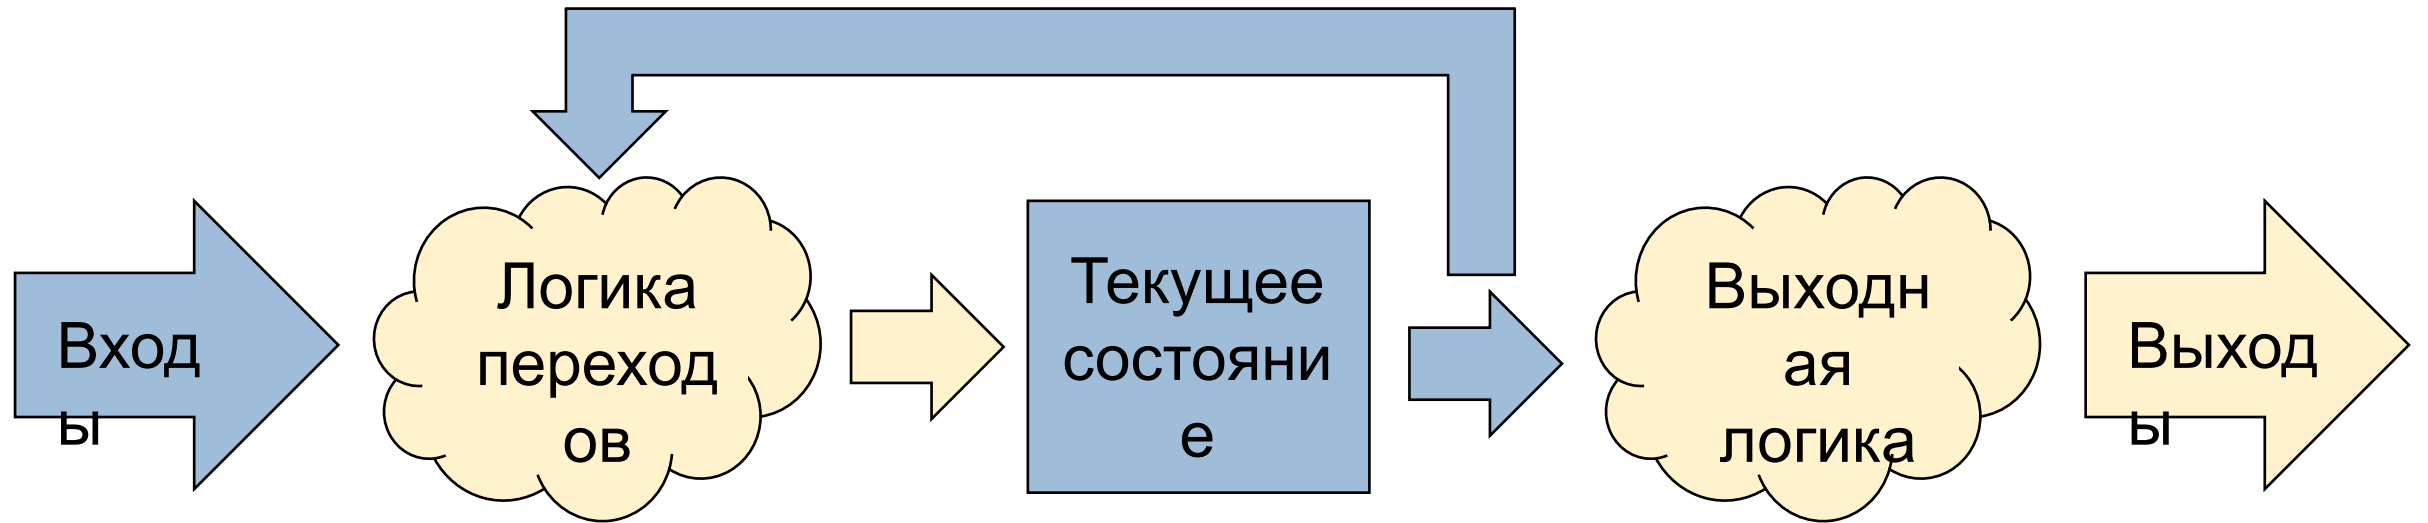 Вход
ы
Логика
переход
ов
Текущее
состояни
е
Выходн
ая
логика
Выход
ы